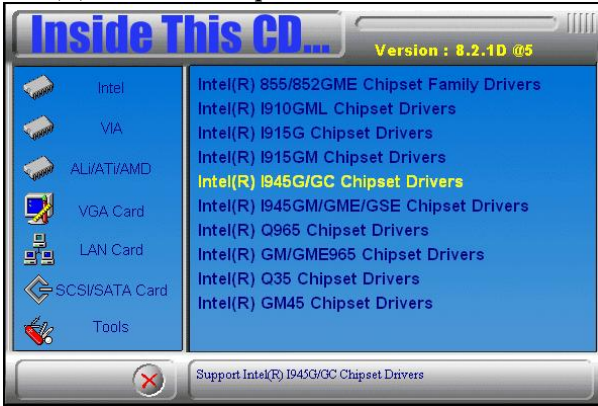 Inside This CD...
Version : 8.2.1D @5
Intel
VIA
ALi/ATi/AMD
VGA Card
LAN Card
SCSI/SATA Card
Tools
Intel(R) 855/852GME Chipset Family Drivers
Intel(R) I910GML Chipset Drivers
Intel(R) I915G Chipset Drivers
Intel(R) I915GM Chipset Drivers
Intel(R) I945G/GC Chipset Drivers
Intel(R) I945GM/GME/GSE Chipset Drivers
Intel(R) Q965 Chipset Drivers
Intel(R) GM/GME965 Chipset Drivers
Intel(R) Q35 Chipset Drivers
Intel(R) GM45 Chipset Drivers
Support Intel(R) I945G/GC Chipset Drivers